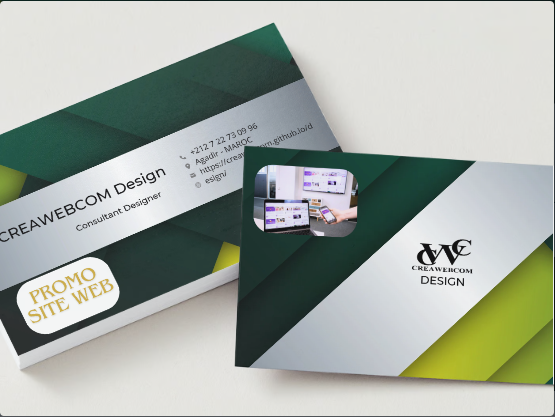 CREAWEBCOM Design
Consultant Designer
+212 7 22 73 09 96
Agadir - MAROC
https://creawebcom.github.io/d
esign/
PROMO
SITE WEB
CREAWEBCOM
DESIGN